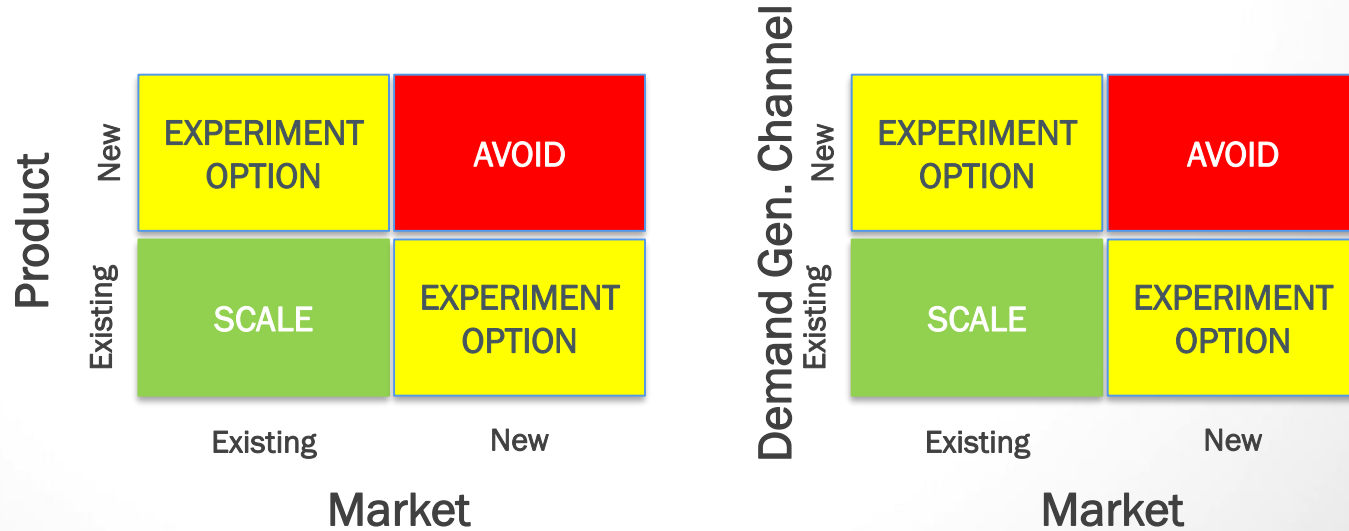 Product
New
Existing
EXPERIMENT
OPTION
AVOID
SCALE
EXPERIMENT
OPTION
Existing
New
Market
Demand Gen. Channel
New
Existing
EXPERIMENT
OPTION
AVOID
SCALE
EXPERIMENT
OPTION
Existing
New
Market